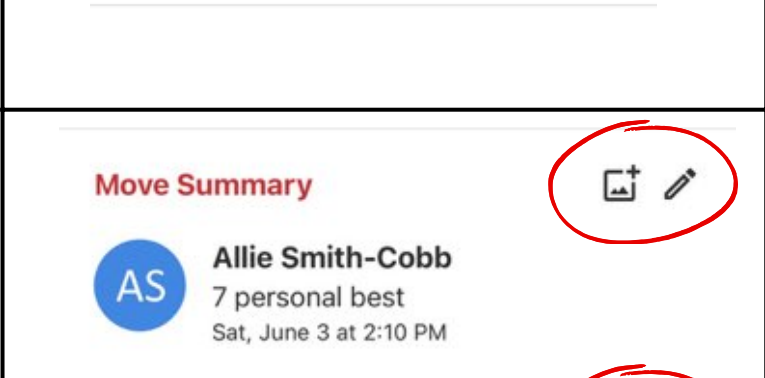 Move Summary
AS
Allie Smith-Cobb
7 personal best
Sat, June 3 at 2:10 PM